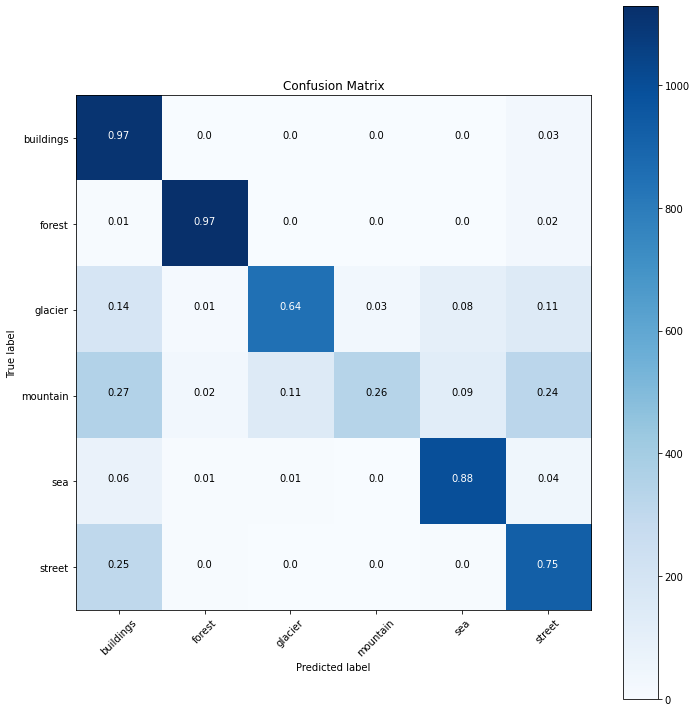 Confusion Matrix
buildings 0.97 0.0 0.0 0.0 0.0 0.03
forest 0.01 0.97 0.0 0.0 0.0 0.02
glacier 0.14 0.01 0.64 0.03 0.08 0.11
mountain 0.27 0.02 0.11 0.26 0.09 0.24
sea 0.06 0.01 0.01 0.0 0.88 0.04
street 0.25 0.0 0.0 0.0 0.0 0.75
True label
buildings forest glacier mountain sea street
Predicted label
1000
800
600
400
200
0